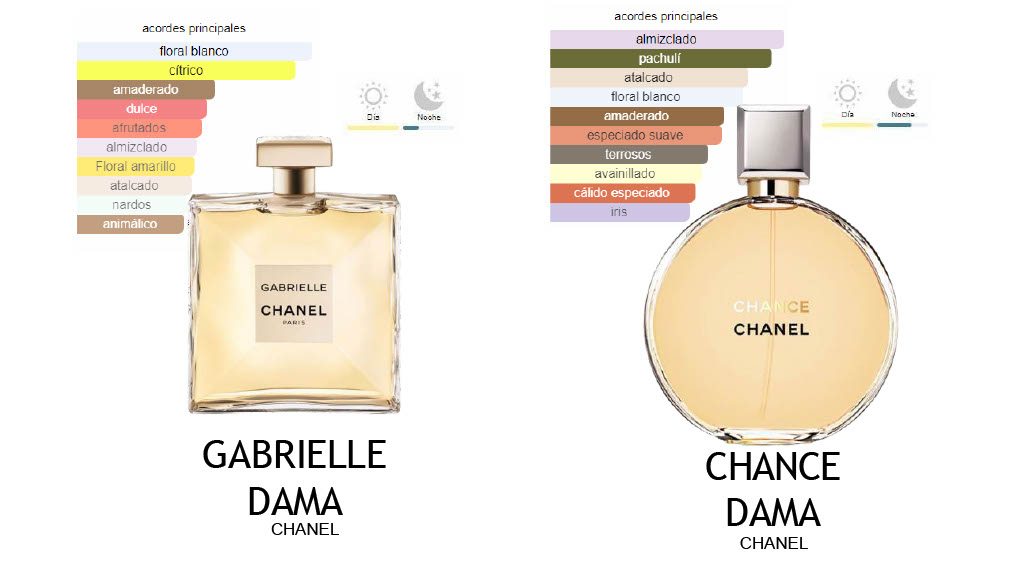 acordes principales
floral blanco
cítrico
amaderado
dulce
afrutados
almizclado
Floral amarillo
atalcado
nardos
animálico
Día
Noche
GABRIELLE
CHANEL
PARIS
GABRIELLE
DAMA
CHANEL
acordes principales
almizclado
pachulí
atalcado
floral blanco
amaderado
especiado suave
terrosos
avainillado
cálido especiado
iris
Día
Noche
CHANCE
CHANEL
CHANCE
DAMA
CHANEL